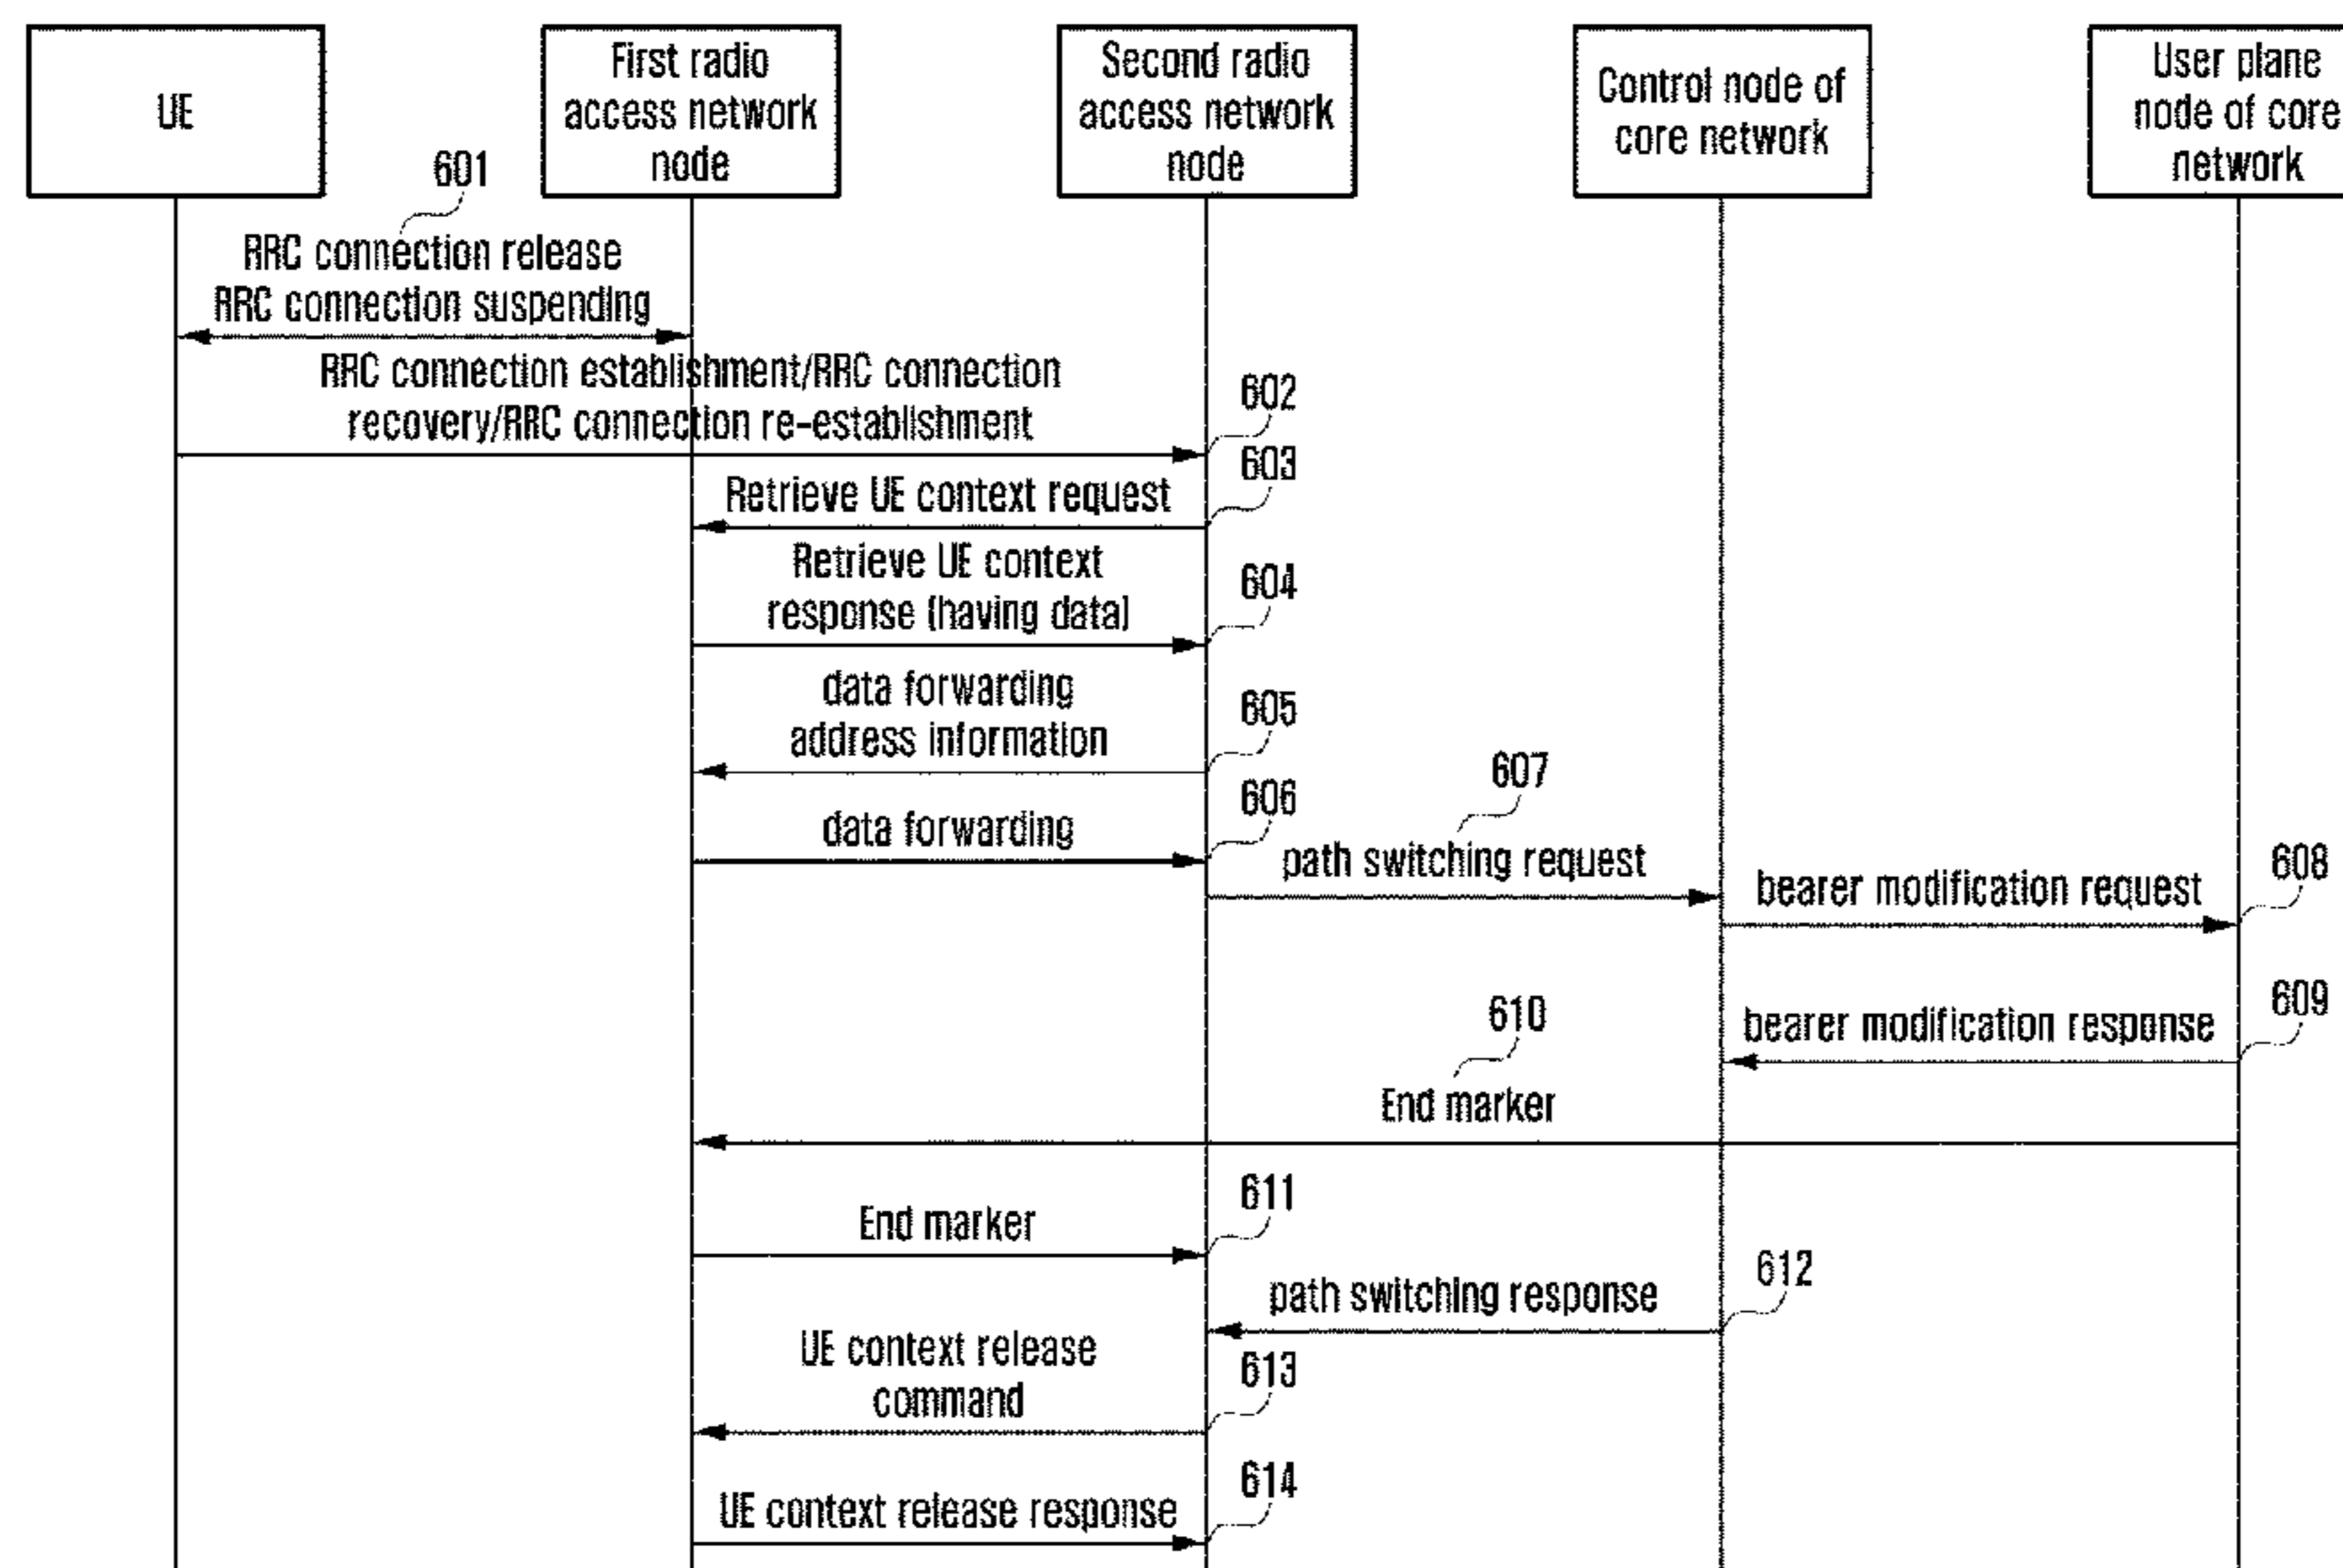 UE
First radio
access network
node
Second radio
access network
node
Control node of
core network
User plane
node of core
network
601
RRC connection release
RRC connection suspending
RRC connection establishment/RRC connection
recovery/RRC connection re-establishment
602
603
Retrieve UE context request
Retrieve UE context
response (having data)
604
data forwarding
address information
605
606
data forwarding
607
path switching request
608
bearer modification request
609
bearer modification response
610
End marker
611
End marker
612
path switching response
UE context release
command
613
614
UE context release response